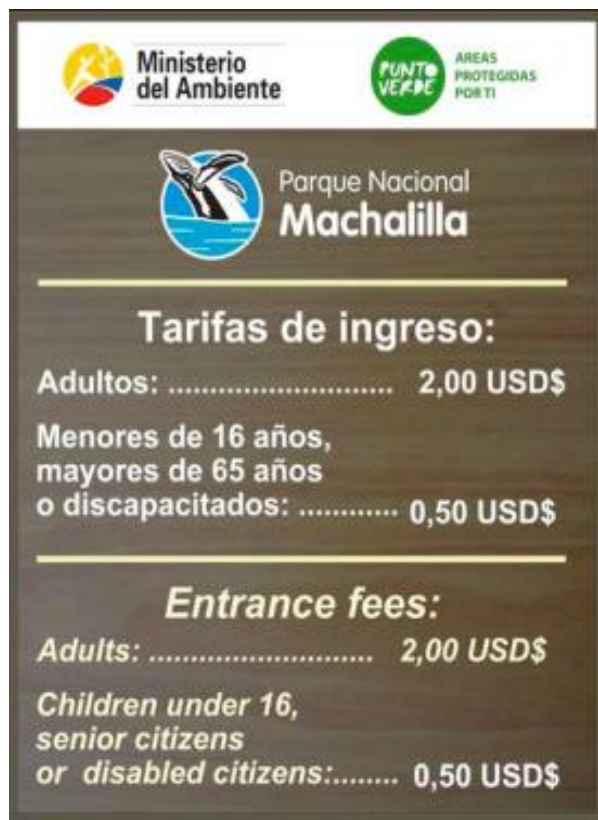 Ministerio
del Ambiente
PUNTO
VERDE
AREAS
PROTEGIDAS
POR TI
Parque Nacional
Machalilla
Tarifas de ingreso:
Adultos: ........................... 2,00 USD$
Menores de 16 años,
mayores de 65 años
o discapacitados: ............ 0,50 USD$
Entrance fees:
Adults: ........................... 2,00 USD$
Children under 16,
senior citizens
or disabled citizens:........ 0,50 USD$